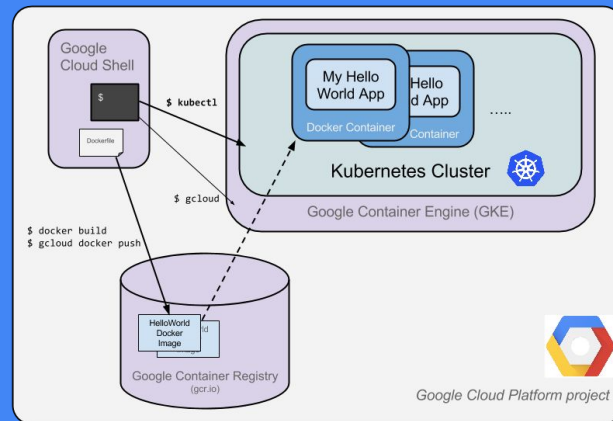 Google
Cloud Shell
$
Dockerfile
$ kubectl
$ gcloud
$ docker build
$ gcloud docker push
My Hello
World App
Docker Container
Hello
d App
Container
.....
Kubernetes Cluster
Google Container Engine (GKE)
HelloWorld
Docker
Image
Google Container Registry
(gcr.io)
Google Cloud Platform project